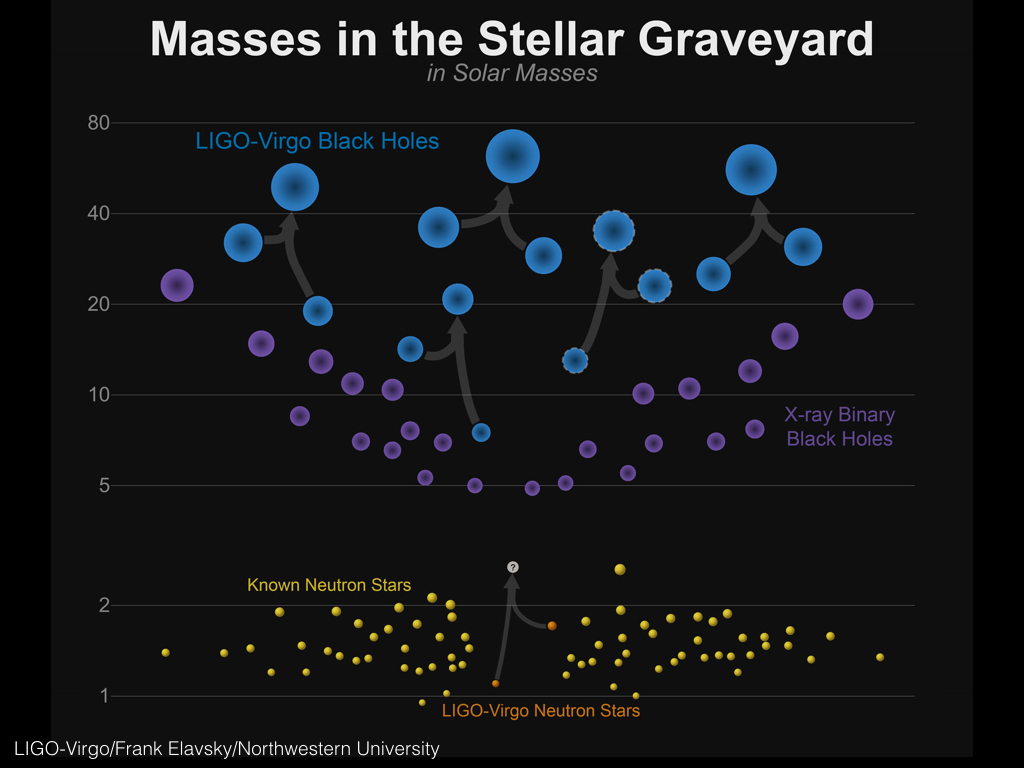 Masses in the Stellar Graveyard
in Solar Masses
80
LIGO-Virgo Black Holes
40
20
10
X-ray Binary
Black Holes
5
?
Known Neutron Stars
2
1
LIGO-Virgo Neutron Stars
LIGO-Virgo/Frank Elavsky/Northwestern University